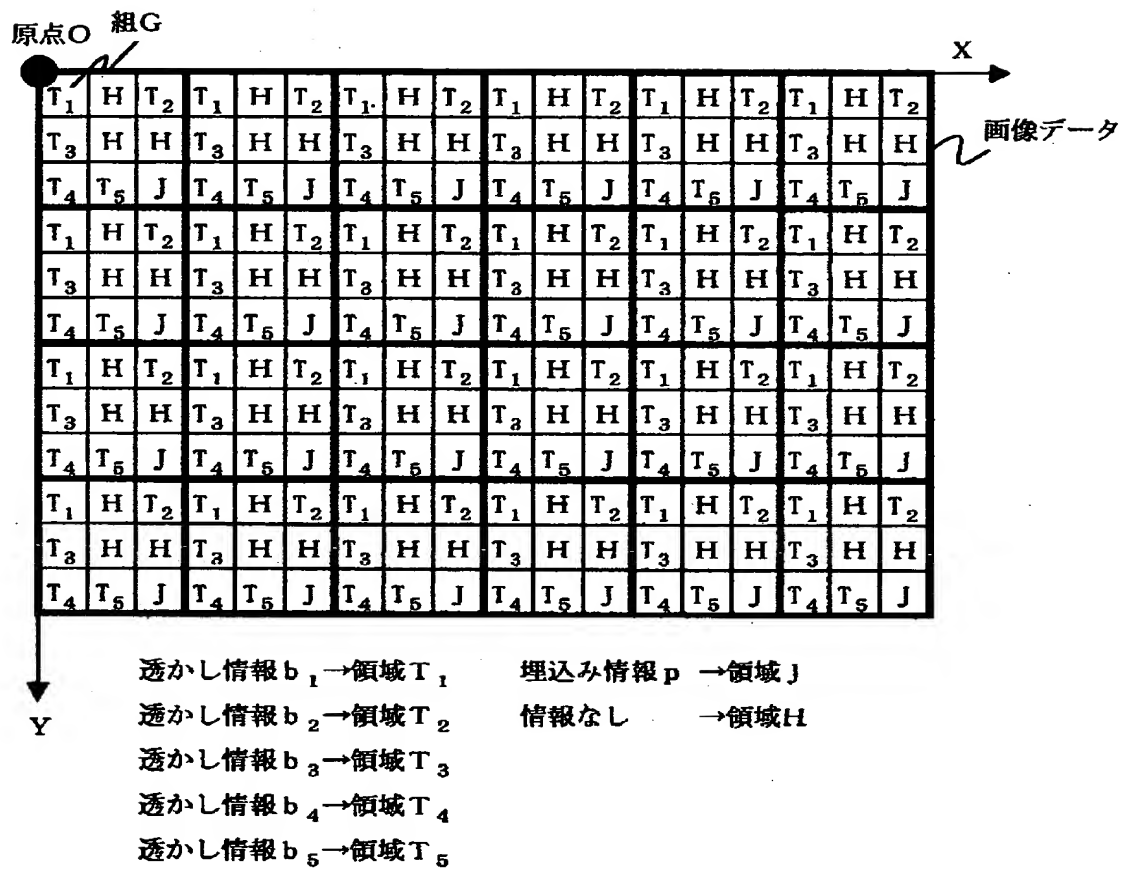 原点O 組G X
T₁ H T₂ T₁ H T₂ T₁. H T₂ T₁ H T₂ T₁ H T₂ T₁ H T₂
T₃ H H T₃ H H T₃ H H T₃ H H T₃ H H T₃ H H 画像データ
T₄ T₅ J T₄ T₅ J T₄ T₅ J T₄ T₅ J T₄ T₅ J T₄ T₅ J
T₁ H T₂ T₁ H T₂ T₁ H T₂ T₁ H T₂ T₁ H T₂ T₁ H T₂
T₃ H H T₃ H H T₃ H H T₃ H H T₃ H H T₃ H H
T₄ T₅ J T₄ T₅ J T₄ T₅ J T₄ T₅ J T₄ T₅ J T₄ T₅ J
T₁ H T₂ T₁ H T₂ T₁ H T₂ T₁ H T₂ T₁ H T₂ T₁ H T₂
T₃ H H T₃ H H T₃ H H T₃ H H T₃ H H T₃ H H
T₄ T₅ J T₄ T₅ J T₄ T₅ J T₄ T₅ J T₄ T₅ J T₄ T₅ J
T₁ H T₂ T₁ H T₂ T₁ H T₂ T₁ H T₂ T₁ H T₂ T₁ H T₂
T₃ H H T₃ H H T₃ H H T₃ H H T₃ H H T₃ H H
T₄ T₅ J T₄ T₅ J T₄ T₅ J T₄ T₅ J T₄ T₅ J T₄ T₅ J
Y
透かし情報b₁→領域T₁ 埋込み情報p →領域J
透かし情報b₂→領域T₂ 情報なし →領域H
透かし情報b₃→領域T₃
透かし情報b₄→領域T₄
透かし情報b₅→領域T₅